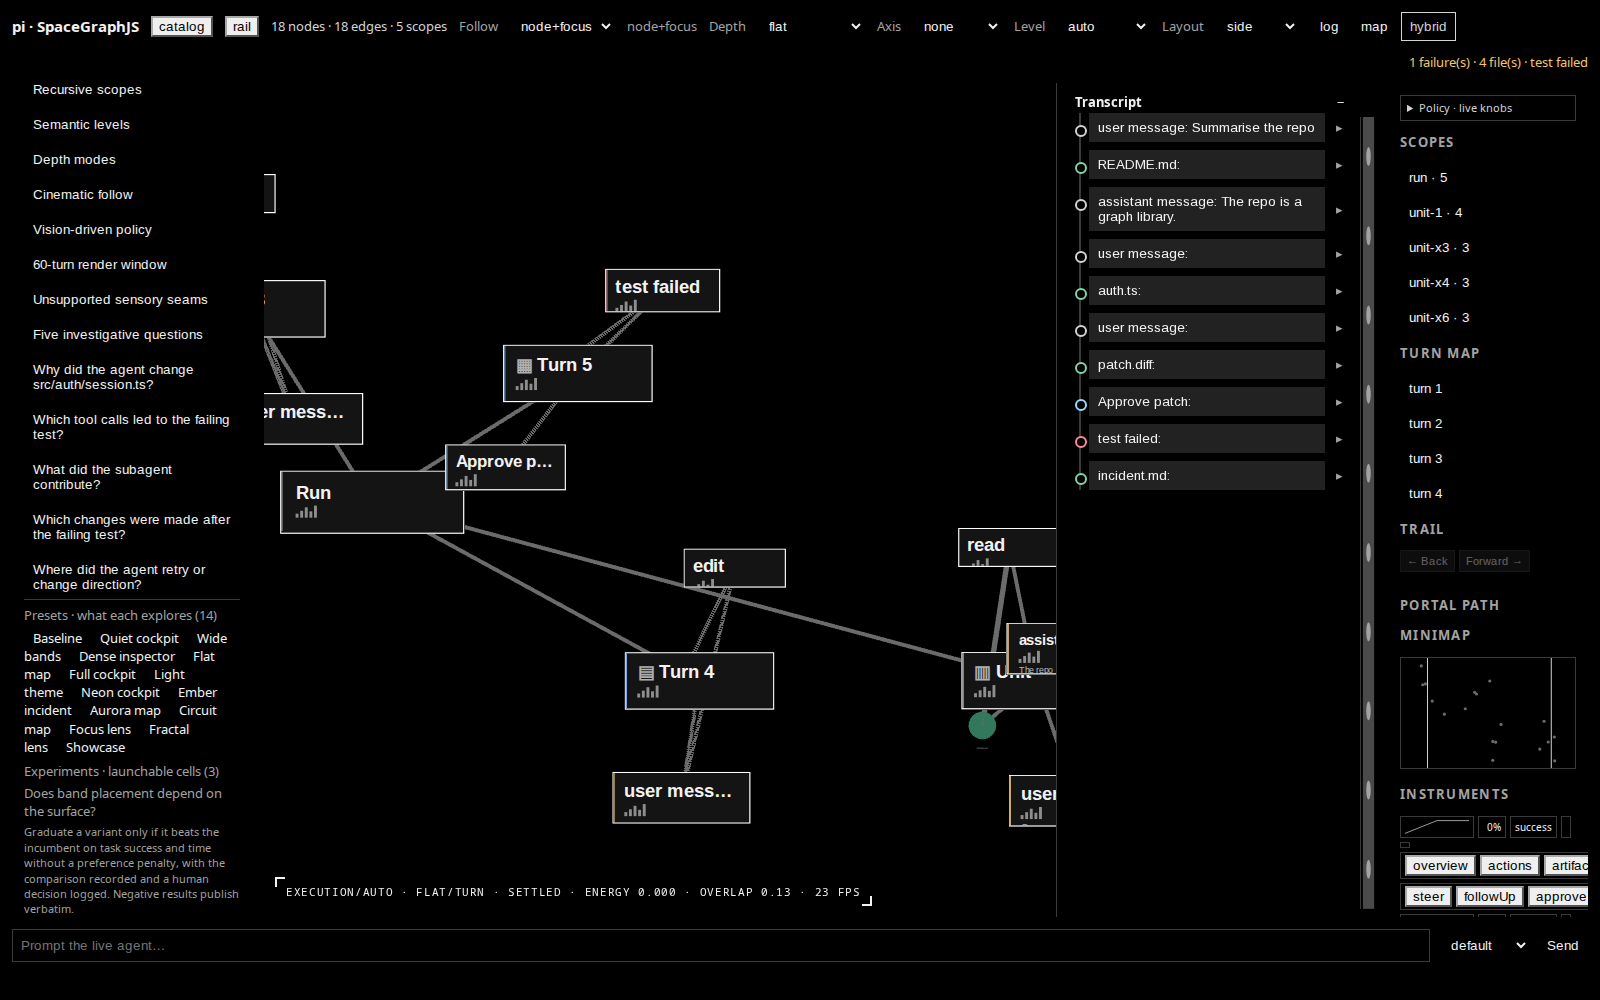 pi · SpaceGraphJS catalog rail 18 nodes · 18 edges · 5 scopes Follow node+focus node+focus Depth flat Axis none Level auto Layout side log map hybrid
1 failure(s) · 4 file(s) · test failed
Recursive scopes
Semantic levels
Depth modes
Cinematic follow
Vision-driven policy
60-turn render window
Unsupported sensory seams
Five investigative questions
Why did the agent change
src/auth/session.ts?
Which tool calls led to the failing
test?
What did the subagent
contribute?
Which changes were made after
the failing test?
Where did the agent retry or
change direction?
Presets · what each explores (14)
Baseline Quiet cockpit Wide
bands Dense inspector Flat
map Full cockpit Light
theme Neon cockpit Ember
incident Aurora map Circuit
map Focus lens Fractal
lens Showcase
Experiments · launchable cells (3)
Does band placement depend on
the surface?
Graduate a variant only if it beats the
incumbent on task success and time
without a preference penalty, with the
comparison recorded and a human
decision logged. Negative results publish
verbatim.
test failed
Turn 5
er mess…
Approve p…
Run
edit
read
Turn 4
assist
The repo
Unit
user mess…
user
EXECUTION/AUTO · FLAT/TURN · SETTLED · ENERGY 0.000 · OVERLAP 0.13 · 23 FPS
Transcript –
user message: Summarise the repo
README.md:
assistant message: The repo is a
graph library.
user message:
auth.ts:
user message:
patch.diff:
Approve patch:
test failed:
incident.md:
Policy · live knobs
SCOPES
run · 5
unit-1 · 4
unit-x3 · 3
unit-x4 · 3
unit-x6 · 3
TURN MAP
turn 1
turn 2
turn 3
turn 4
TRAIL
← Back Forward →
PORTAL PATH
MINIMAP
INSTRUMENTS
0% success
overview actions artifac
steer followUp approve
Prompt the live agent… default Send